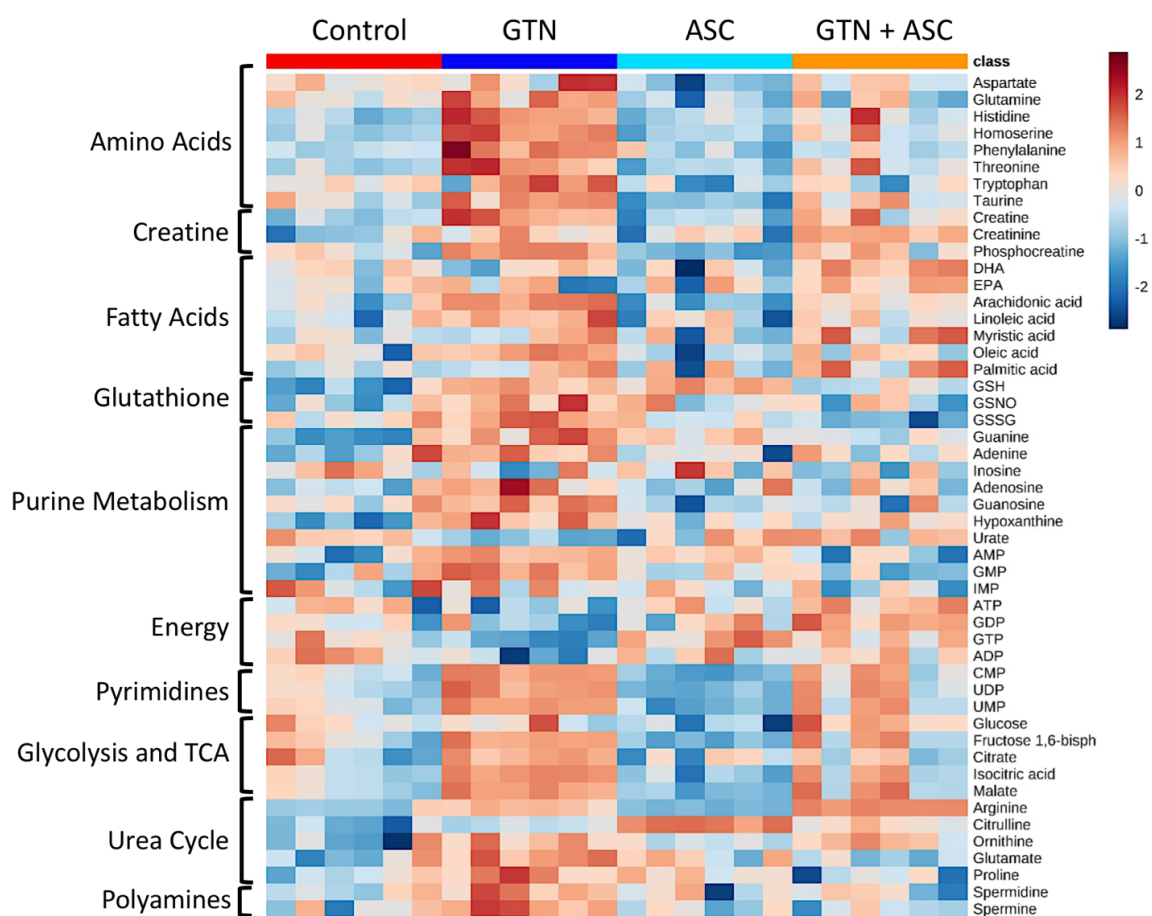 Control GTN ASC GTN + ASC
class
Amino Acids
Creatine
Fatty Acids
Glutathione
Purine Metabolism
Energy
Pyrimidines
Glycolysis and TCA
Urea Cycle
Polyamines
Aspartate
Glutamine
Histidine
Homoserine
Phenylalanine
Threonine
Tryptophan
Taurine
Creatine
Creatinine
Phosphocreatine
DHA
EPA
Arachidonic acid
Linoleic acid
Myristic acid
Oleic acid
Palmitic acid
GSH
GSNO
GSSG
Guanine
Adenine
Inosine
Adenosine
Guanosine
Hypoxanthine
Urate
AMP
GMP
IMP
ATP
GDP
GTP
ADP
CMP
UDP
UMP
Glucose
Fructose 1,6-bisph
Citrate
Isocitric acid
Malate
Arginine
Citrulline
Ornithine
Glutamate
Proline
Spermidine
Spermine
2
1
0
-1
-2